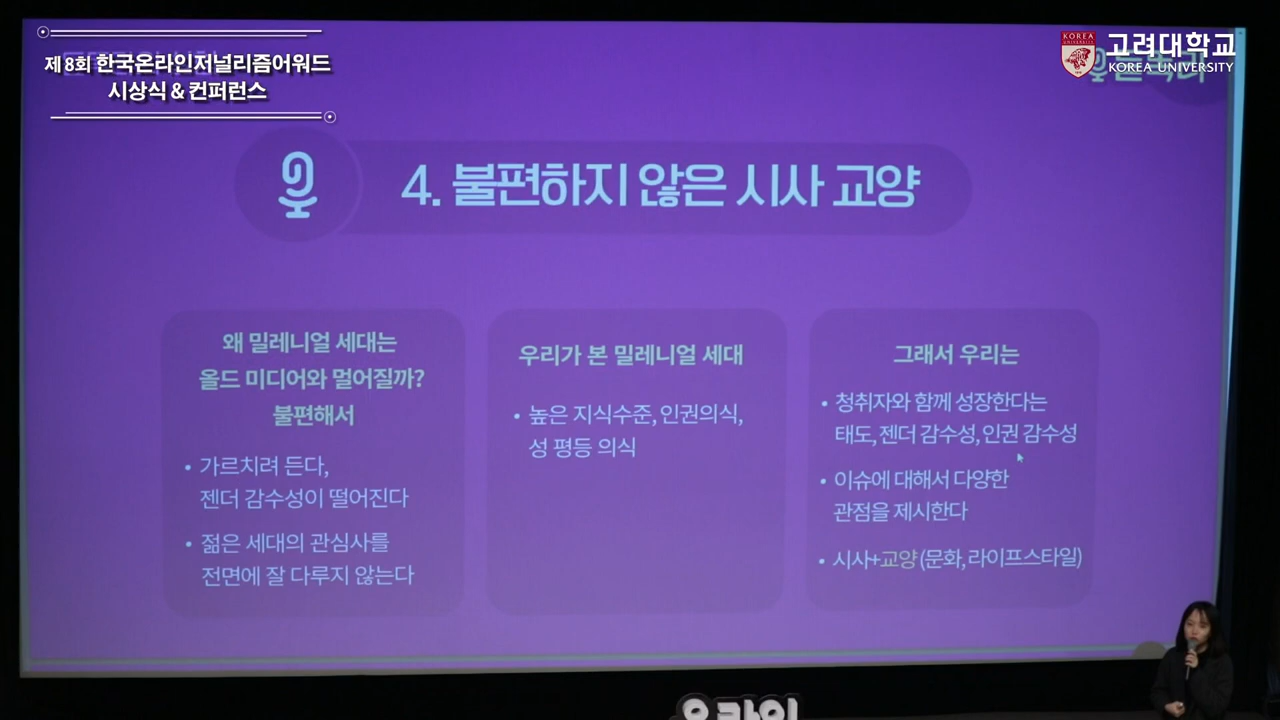 제 8회 한국온라인저널리즘어워드
시상식 & 컨퍼런스
KOREA
고려대학교
KOREA UNIVERSITY
듣똑라
4. 불편하지 않은 시사 교양
왜 밀레니얼 세대는
올드 미디어와 멀어질까?
불편해서
• 가르치려 든다,
젠더 감수성이 떨어진다
• 젊은 세대의 관심사를
전면에 잘 다루지 않는다
우리가 본 밀레니얼 세대
• 높은 지식수준, 인권의식,
성 평등 의식
그래서 우리는
• 청취자와 함께 성장한다는
태도, 젠더 감수성, 인권 감수성
• 이슈에 대해서 다양한
관점을 제시한다
• 시사+교양 (문화, 라이프스타일)